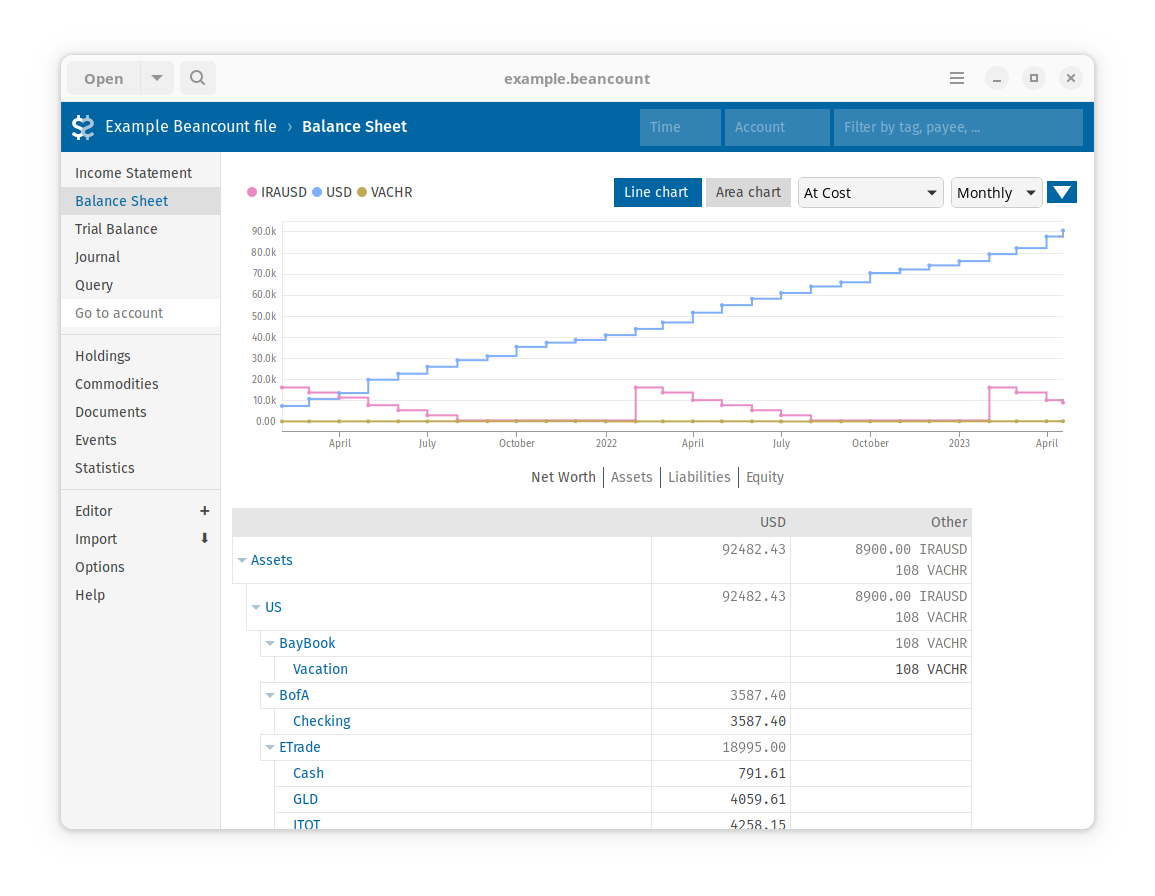 Open
example.beancount
Example Beancount file › Balance Sheet
Time
Account
Filter by tag, payee, ...
Income Statement
Balance Sheet
Trial Balance
Journal
Query
Go to account
Holdings
Commodities
Documents
Events
Statistics
Editor +
Import
Options
Help
IRAUSD USD VACHR
Line chart
Area chart
At Cost
Monthly
90.0k
80.0k
70.0k
60.0k
50.0k
40.0k
30.0k
20.0k
10.0k
0.00
April July October 2022 April July October 2023 April
Net Worth Assets Liabilities Equity
USD Other
Assets 92482.43 8900.00 IRAUSD
108 VACHR
US 92482.43 8900.00 IRAUSD
108 VACHR
BayBook 108 VACHR
Vacation 108 VACHR
BofA 3587.40
Checking 3587.40
ETrade 18995.00
Cash 791.61
GLD 4059.61
ITOT 4258.15